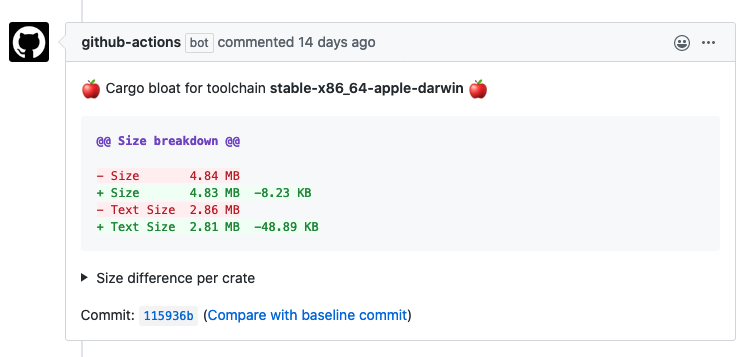 github-actions bot commented 14 days ago
Cargo bloat for toolchain stable-x86_64-apple-darwin
@@ Size breakdown @@
- Size       4.84 MB
+ Size       4.83 MB  -8.23 KB
- Text Size  2.86 MB
+ Text Size  2.81 MB  -48.89 KB
Size difference per crate
Commit: 115936b (Compare with baseline commit)